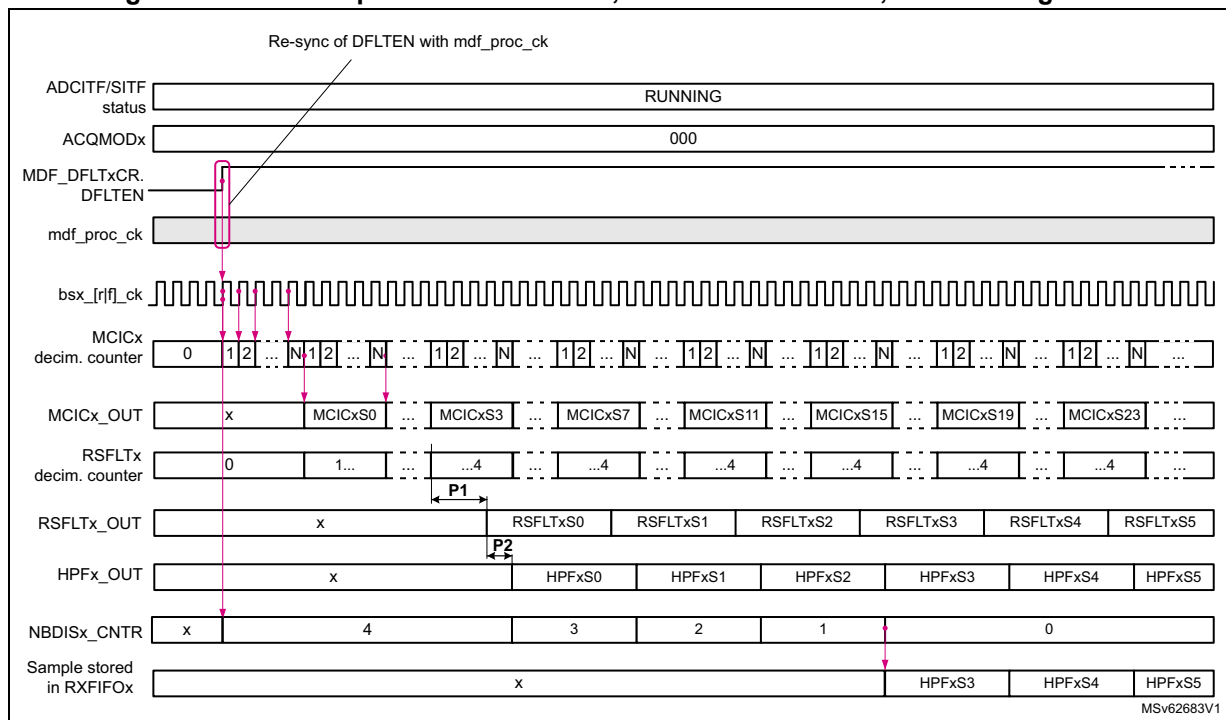 Re-sync of DFLTEN with mdf_proc_ck
ADCITF/SITF
status
RUNNING
ACQMODx
000
MDF_DFLTxCR.
DFLTEN
mdf_proc_ck
bsx_[r|f]_ck
MCICx
decim. counter
0 1 2 ... N 1 2 ... N ... 1 2 ... N ... 1 2 ... N ... 1 2 ... N ... 1 2 ... N ... 1 2 ... N ... 1 2 ... N ...
MCICx_OUT
x MCICxS0 ... MCICxS3 ... MCICxS7 ... MCICxS11 ... MCICxS15 ... MCICxS19 ... MCICxS23 ...
RSFLTx
decim. counter
0 1... ... ...4 ... ...4 ... ...4 ... ...4 ... ...4 ... ...4 ...
P1
RSFLTx_OUT
x RSFLTxS0 RSFLTxS1 RSFLTxS2 RSFLTxS3 RSFLTxS4 RSFLTxS5
P2
HPFx_OUT
x HPFxS0 HPFxS1 HPFxS2 HPFxS3 HPFxS4 HPFxS5
NBDISx_CNTR
x 4 3 2 1 0
Sample stored
in RXFIFOx
x HPFxS3 HPFxS4 HPFxS5
MSv62683V1